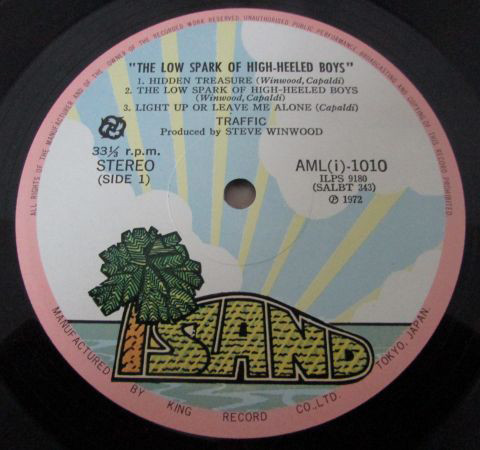 ALL RIGHTS OF THE MANUFACTURER AND OF THE OWNER OF THE RECORDED WORK RESERVED. UNAUTHORISED PUBLIC PERFORMANCE, BROADCASTING AND COPYING OF THIS RECORD PROHIBITED.
"THE LOW SPARK OF HIGH-HEELED BOYS"
1. HIDDEN TREASURE (Winwood, Capaldi)
2. THE LOW SPARK OF HIGH-HEELED BOYS
(Winwood, Capaldi)
3. LIGHT UP OR LEAVE ME ALONE (Capaldi)
TRAFFIC
Produced by STEVE WINWOOD
33⅓ r.p.m.
STEREO
(SIDE 1)
AML(i)-1010
ILPS 9180
(SALBT 343)
Ⓟ 1972
ISLAND
MANUFACTURED BY KING RECORD CO.,LTD. TOKYO, JAPAN.